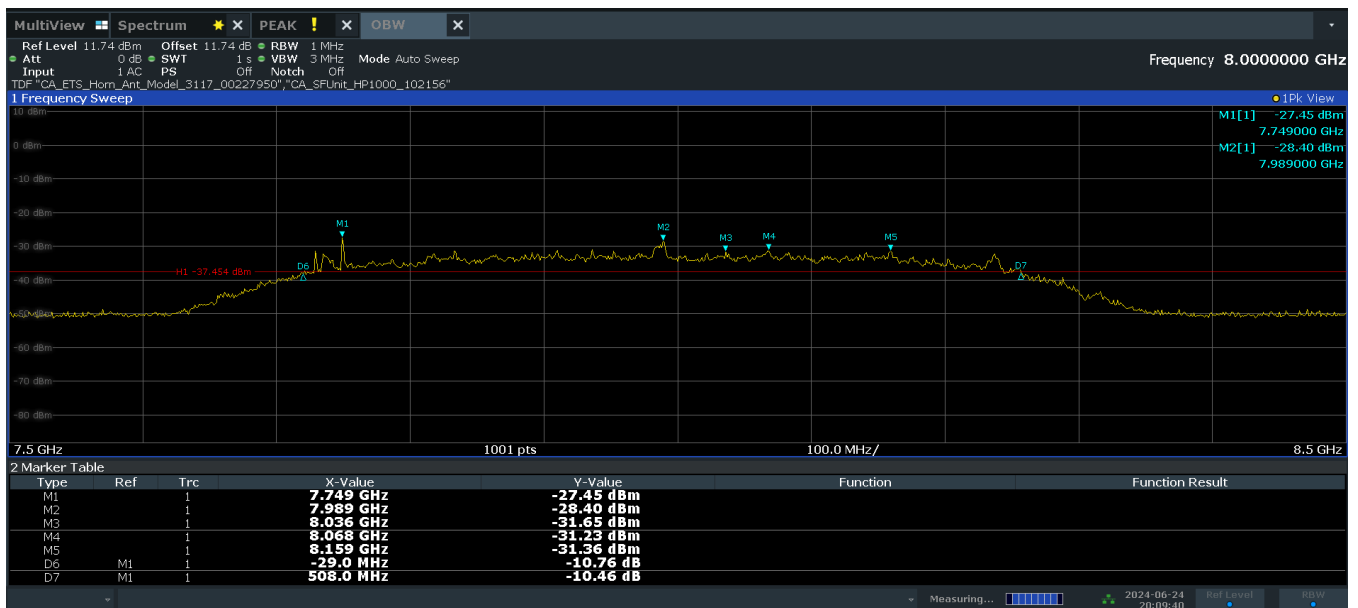 MultiView Spectrum PEAK ! OBW
Ref Level 11.74 dBm Offset 11.74 dB RBW 1 MHz
Att 0 dB SWT 1 s VBW 3 MHz Mode Auto Sweep
Frequency 8.0000000 GHz
Input 1 AC PS Off Notch Off
TDF "CA_ETS_Horn_Ant_Model_3117_00227950","CA_SFUnit_HP1000_102156"
1 Frequency Sweep 1Pk View
10 dBm
M1[1] -27.45 dBm
7.749000 GHz
0 dBm
M2[1] -28.40 dBm
7.989000 GHz
-10 dBm
-20 dBm
M1
M2
M3
M4
M5
-30 dBm
D6
D7
H1 -37.454 dBm
-40 dBm
-50 dBm
-60 dBm
-70 dBm
-80 dBm
7.5 GHz 1001 pts 100.0 MHz/ 8.5 GHz
2 Marker Table
Type Ref Trc X-Value Y-Value Function Function Result
M1 1 7.749 GHz -27.45 dBm
M2 1 7.989 GHz -28.40 dBm
M3 1 8.036 GHz -31.65 dBm
M4 1 8.068 GHz -31.23 dBm
M5 1 8.159 GHz -31.36 dBm
D6 M1 1 -29.0 MHz -10.76 dB
D7 M1 1 508.0 MHz -10.46 dB
Measuring... 2024-06-24 Ref Level RBW
20:09:40